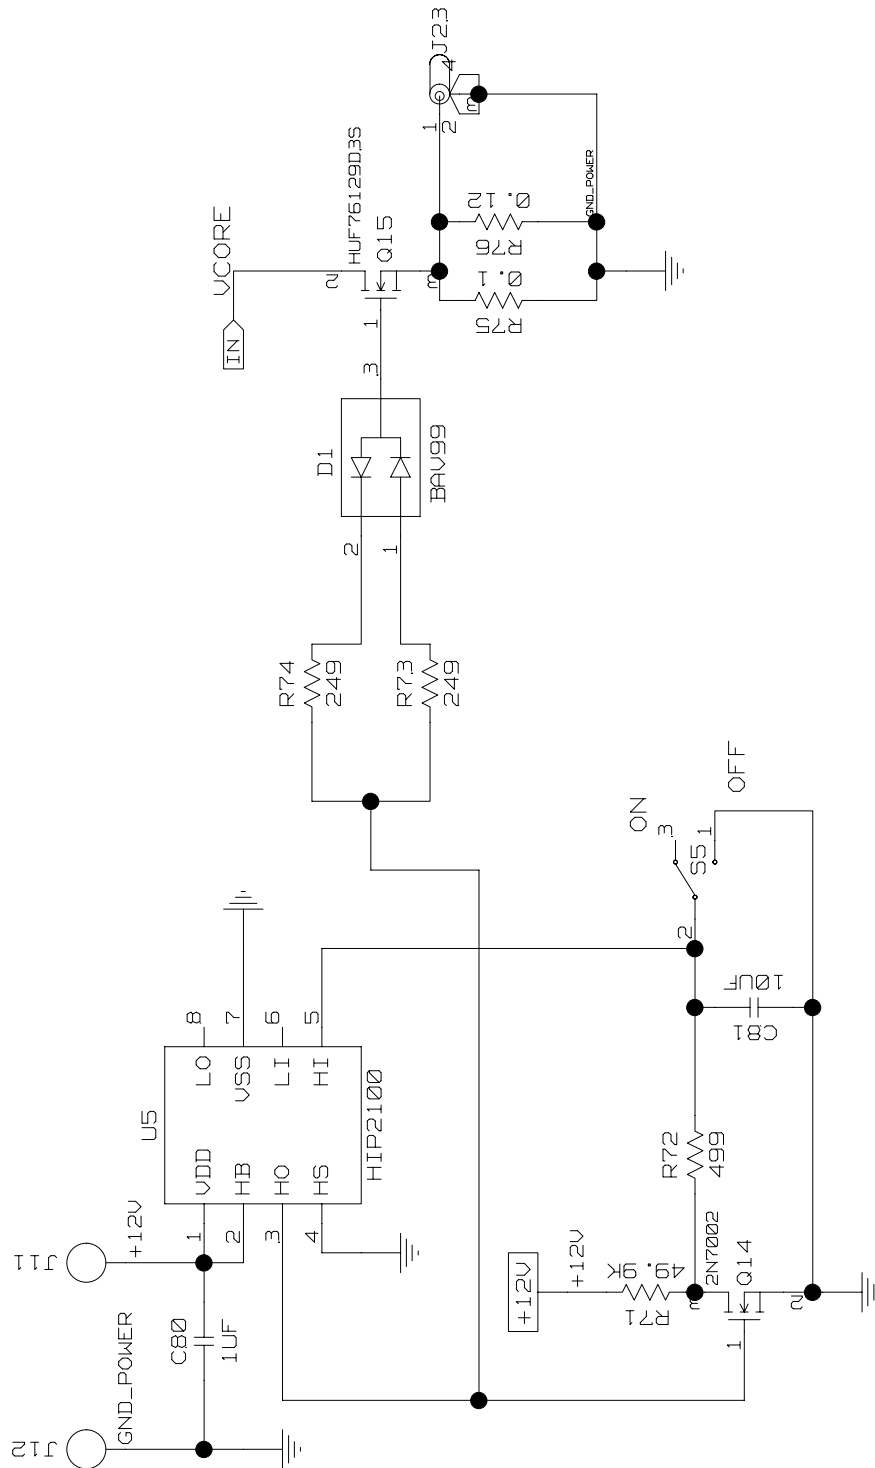 VCORE
IN
2
HUF76129D3S
Q15
1
3
J23
4
1
2
3
GND_POWER
0.12
R76
0.1
R75
3
D1
BAV99
2
1
R74
249
R73
249
ON
3
1
OFF
S5
2
10UF
C81
U5
8
7
6
5
LO
VSS
LI
HI
VDD
HB
HO
HS
HIP2100
1
2
3
4
+12V
J11
C80
1UF
GND_POWER
J12
R72
499
+12V
+12V
49.9K
R71
2N7002
Q14
3
2
1